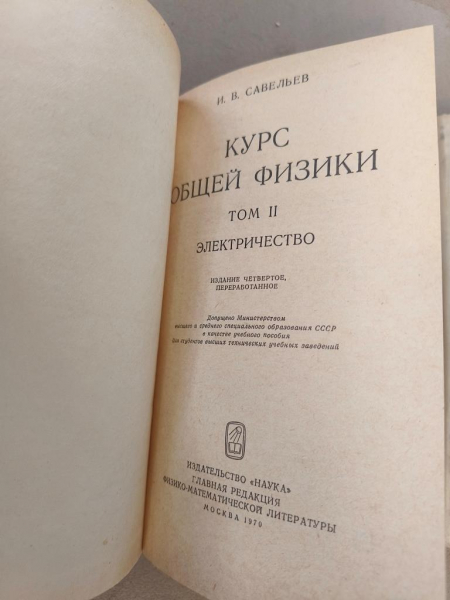 И. В. САВЕЛЬЕВ
КУРС
ОБЩЕЙ ФИЗИКИ
ТОМ II
ЭЛЕКТРИЧЕСТВО
ИЗДАНИЕ ЧЕТВЕРТОЕ,
ПЕРЕРАБОТАННОЕ
Допущено Министерством
высшего и среднего специального образования СССР
в качестве учебного пособия
для студентов высших технических учебных заведений
ИЗДАТЕЛЬСТВО «НАУКА»
ГЛАВНАЯ РЕДАКЦИЯ
ФИЗИКО-МАТЕМАТИЧЕСКОЙ ЛИТЕРАТУРЫ
МОСКВА 1970